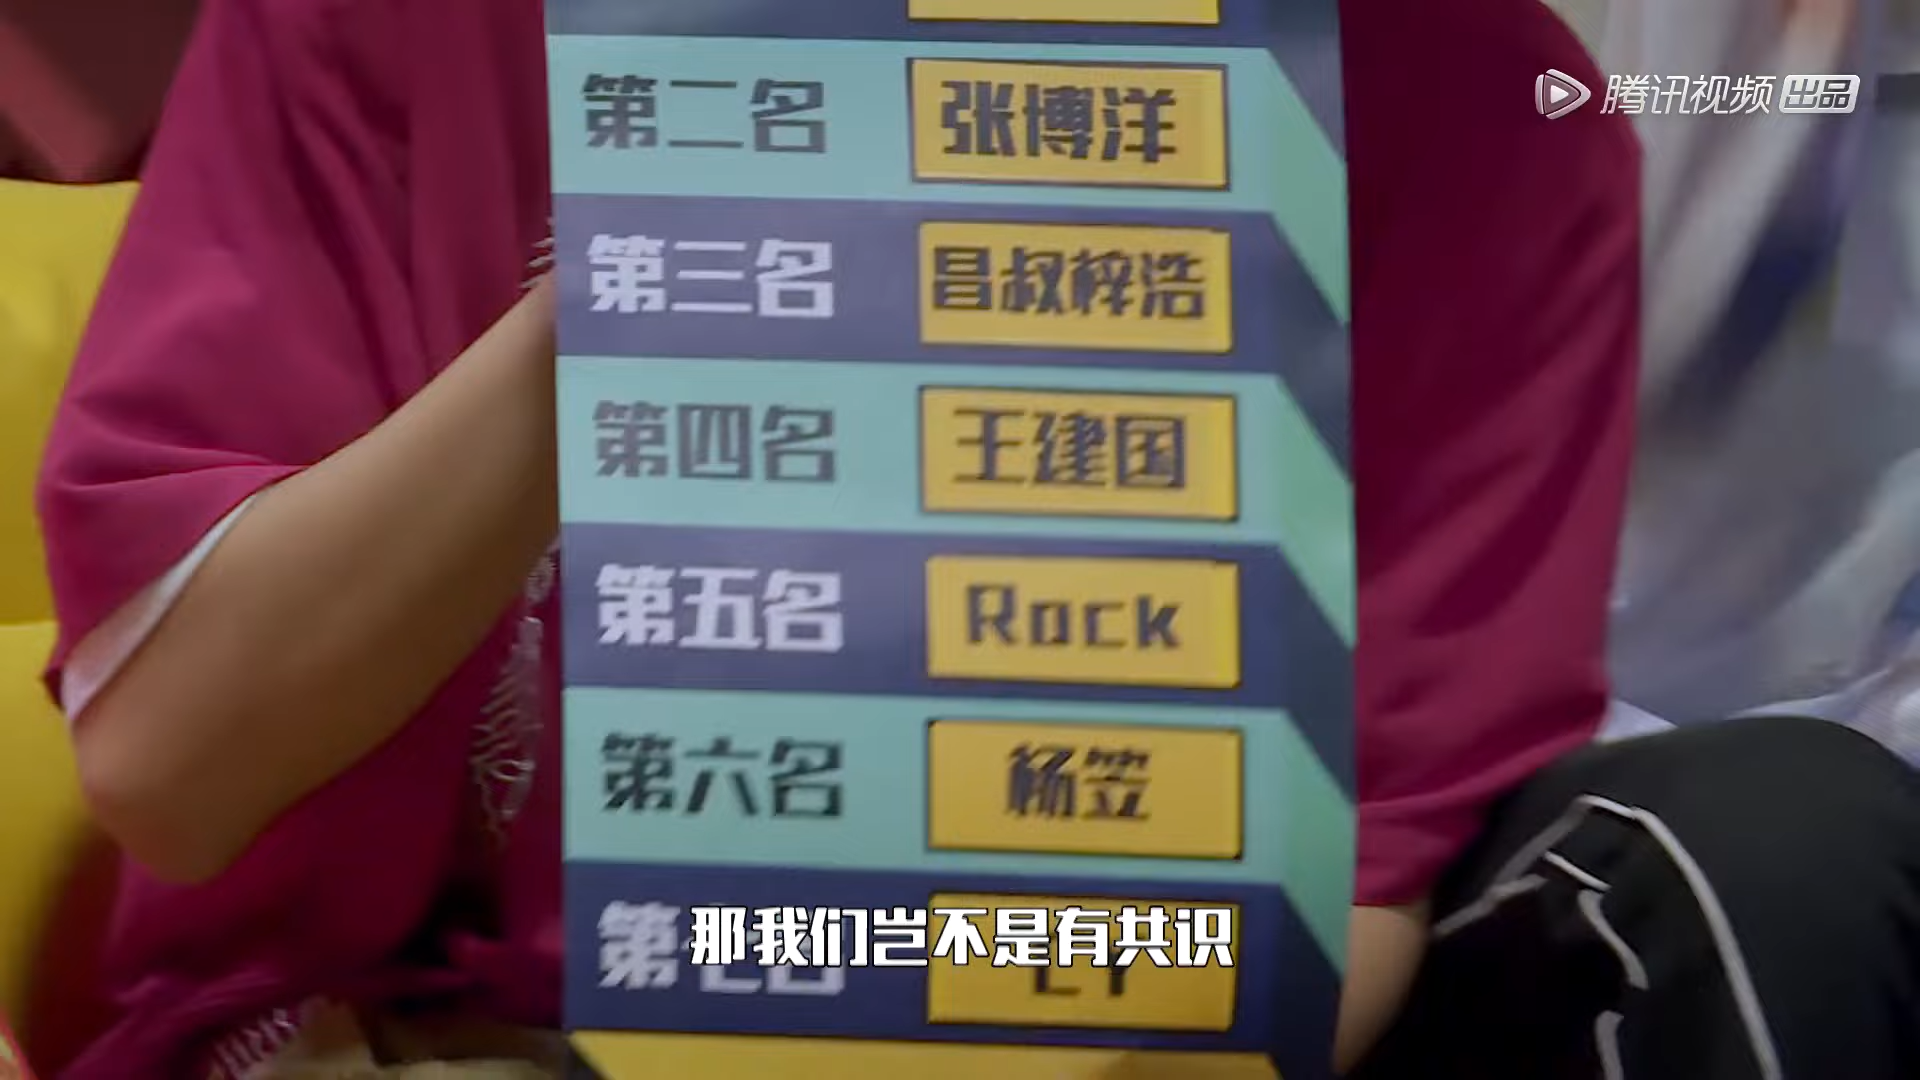 腾讯视频 出品
第二名 张博洋
第三名 昌叔梓浩
第四名 王建国
第五名 Rock
第六名 杨笠
那我们岂不是有共识